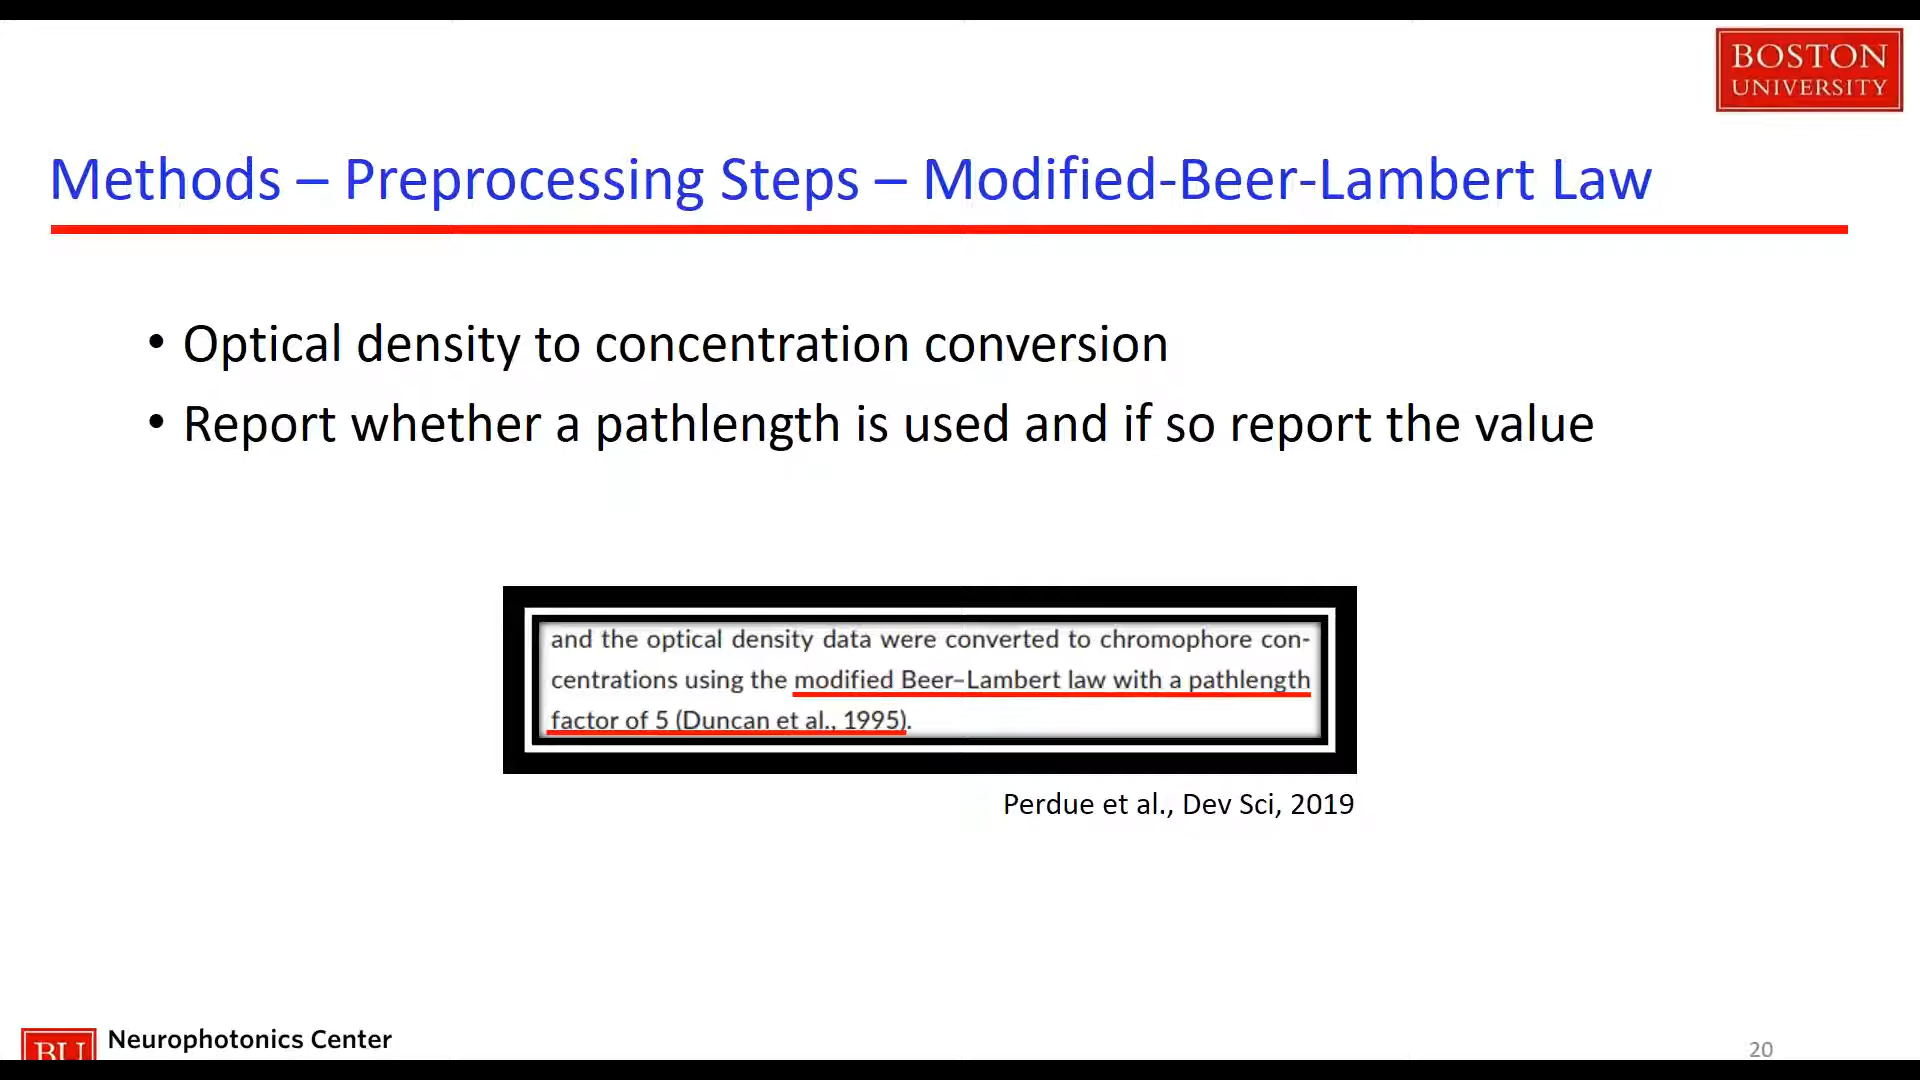 BOSTON
UNIVERSITY
Methods – Preprocessing Steps – Modified-Beer-Lambert Law
• Optical density to concentration conversion
• Report whether a pathlength is used and if so report the value
and the optical density data were converted to chromophore con-
centrations using the modified Beer–Lambert law with a pathlength
factor of 5 (Duncan et al., 1995).
Perdue et al., Dev Sci, 2019
BU
Neurophotonics Center
20